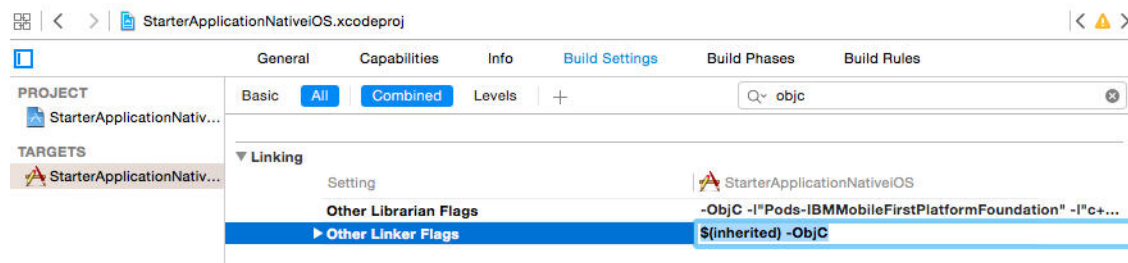 StarterApplicationNativeiOS.xcodeproj
General Capabilities Info Build Settings Build Phases Build Rules
PROJECT
Basic All Combined Levels + objc
StarterApplicationNativ...
TARGETS
StarterApplicationNativ...
Linking
Setting StarterApplicationNativeiOS
Other Librarian Flags -ObjC -l"Pods-IBMMobileFirstPlatformFoundation" -l"c+...
Other Linker Flags $(inherited) -ObjC